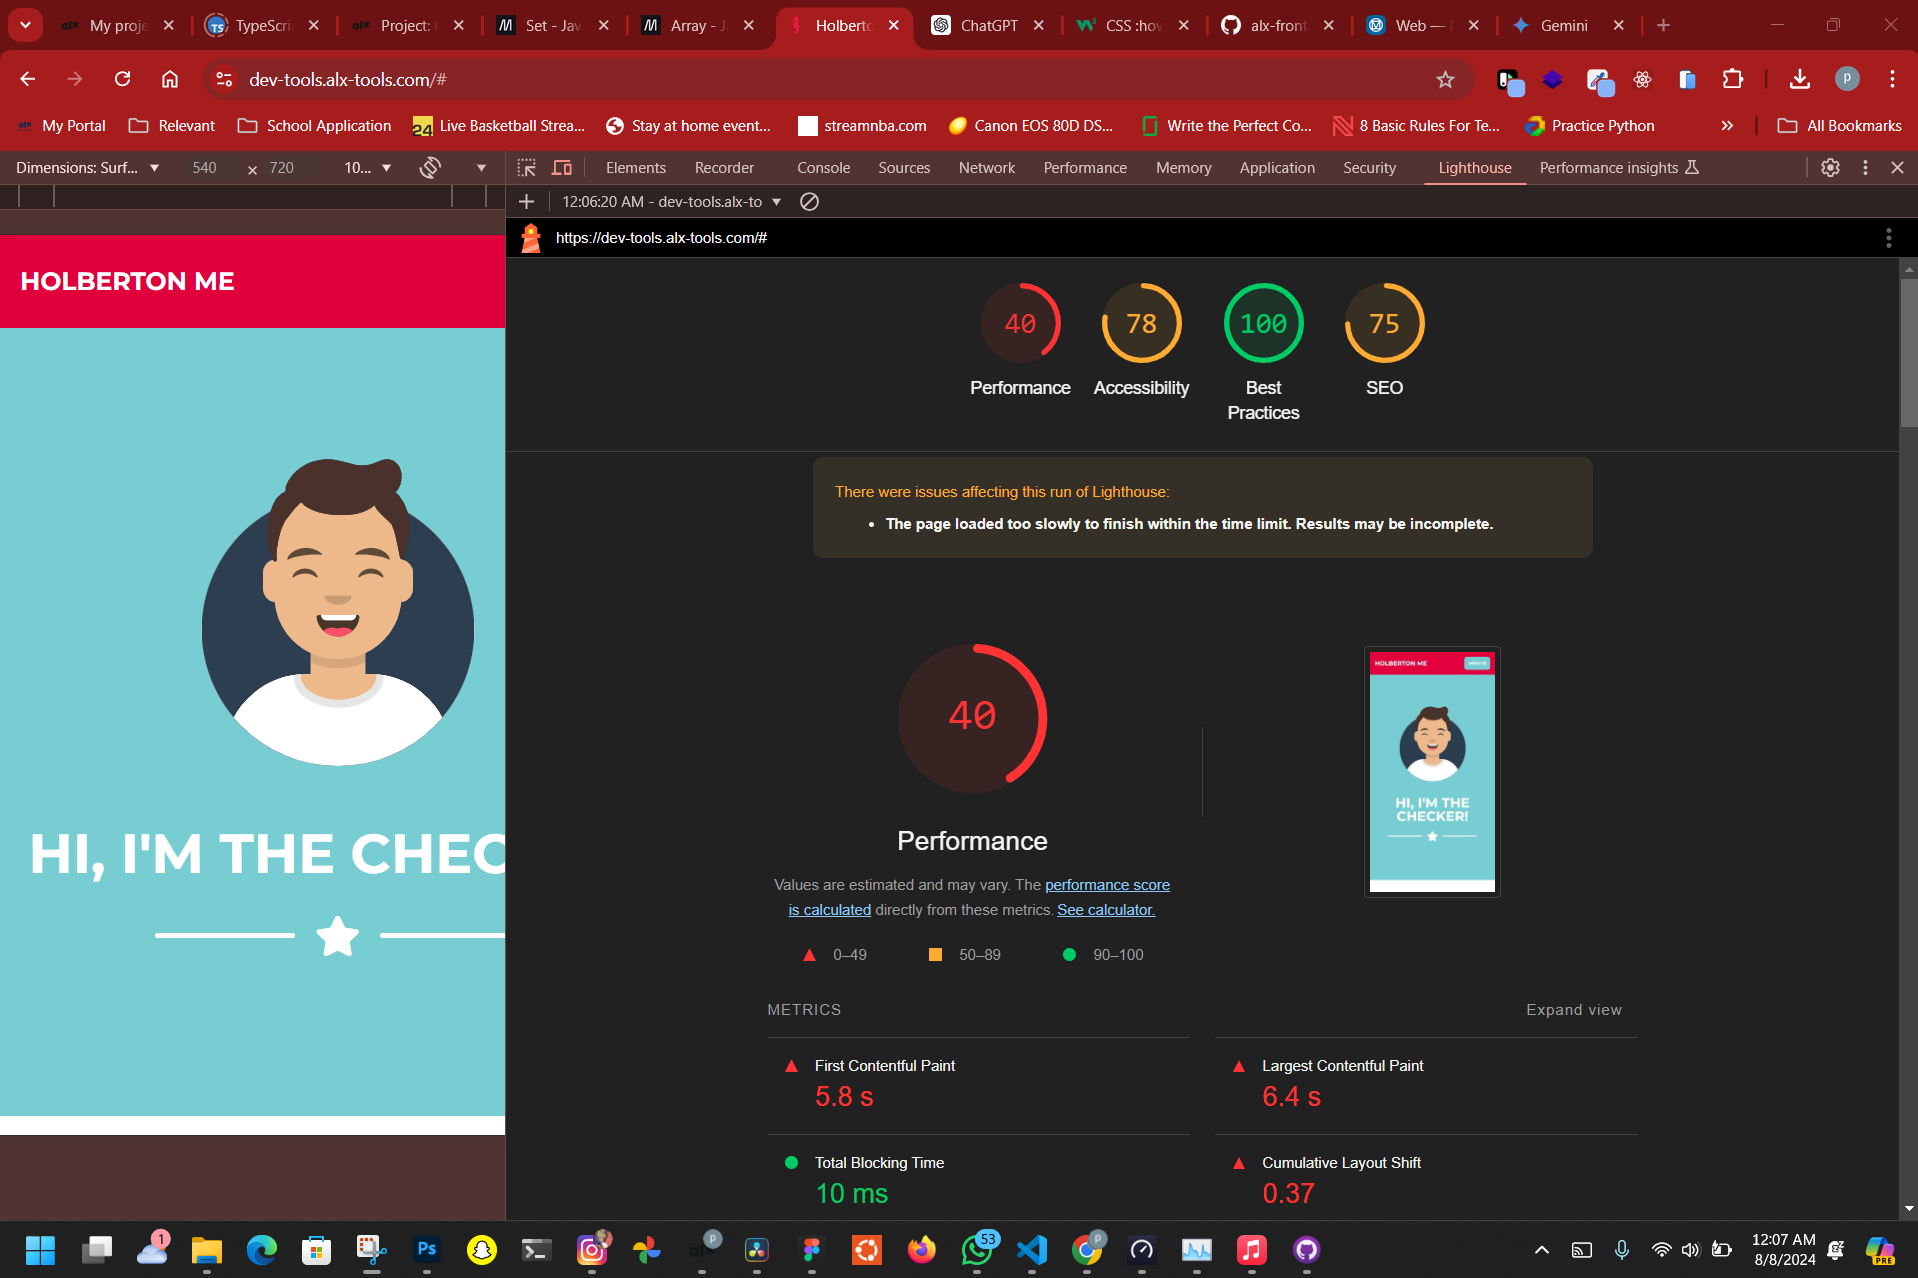 My proje
TypeScri
Project:
Set - Jav
Array - J
Holberto
ChatGPT
CSS :hov
alx-front
Web —
Gemini
dev-tools.alx-tools.com/#
My Portal
Relevant
School Application
Live Basketball Strea...
Stay at home event...
streamnba.com
Canon EOS 80D DS...
Write the Perfect Co...
8 Basic Rules For Te...
Practice Python
All Bookmarks
Dimensions: Surf...
540 × 720
10...
Elements
Recorder
Console
Sources
Network
Performance
Memory
Application
Security
Lighthouse
Performance insights
12:06:20 AM - dev-tools.alx-to
https://dev-tools.alx-tools.com/#
HOLBERTON ME
HI, I'M THE CHEC
40
Performance
78
Accessibility
100
Best
Practices
75
SEO
There were issues affecting this run of Lighthouse:
• The page loaded too slowly to finish within the time limit. Results may be incomplete.
40
Performance
Values are estimated and may vary. The performance score
is calculated directly from these metrics. See calculator.
0–49
50–89
90–100
HOLBERTON ME
HI, I'M THE
CHECKER!
METRICS
Expand view
First Contentful Paint
5.8 s
Largest Contentful Paint
6.4 s
Total Blocking Time
10 ms
Cumulative Layout Shift
0.37
1
Ps
P
53
P
12:07 AM
8/8/2024
PRE